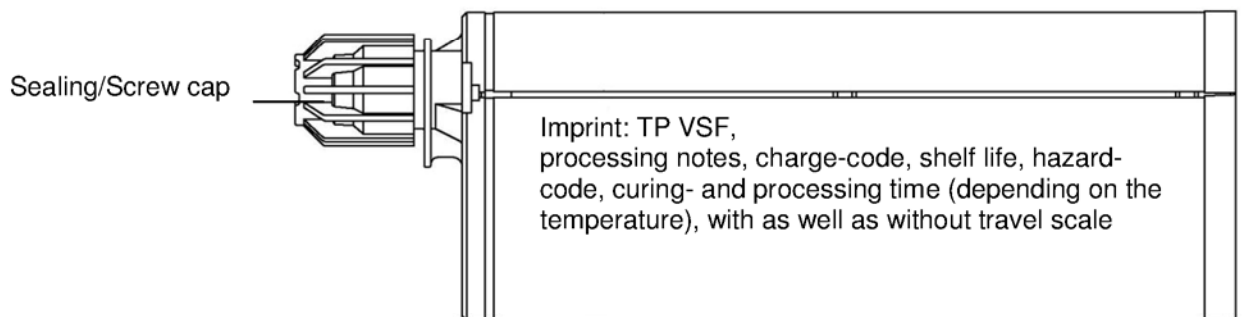 Sealing/Screw cap
Imprint: TP VSF,
processing notes, charge-code, shelf life, hazard-
code, curing- and processing time (depending on the
temperature), with as well as without travel scale